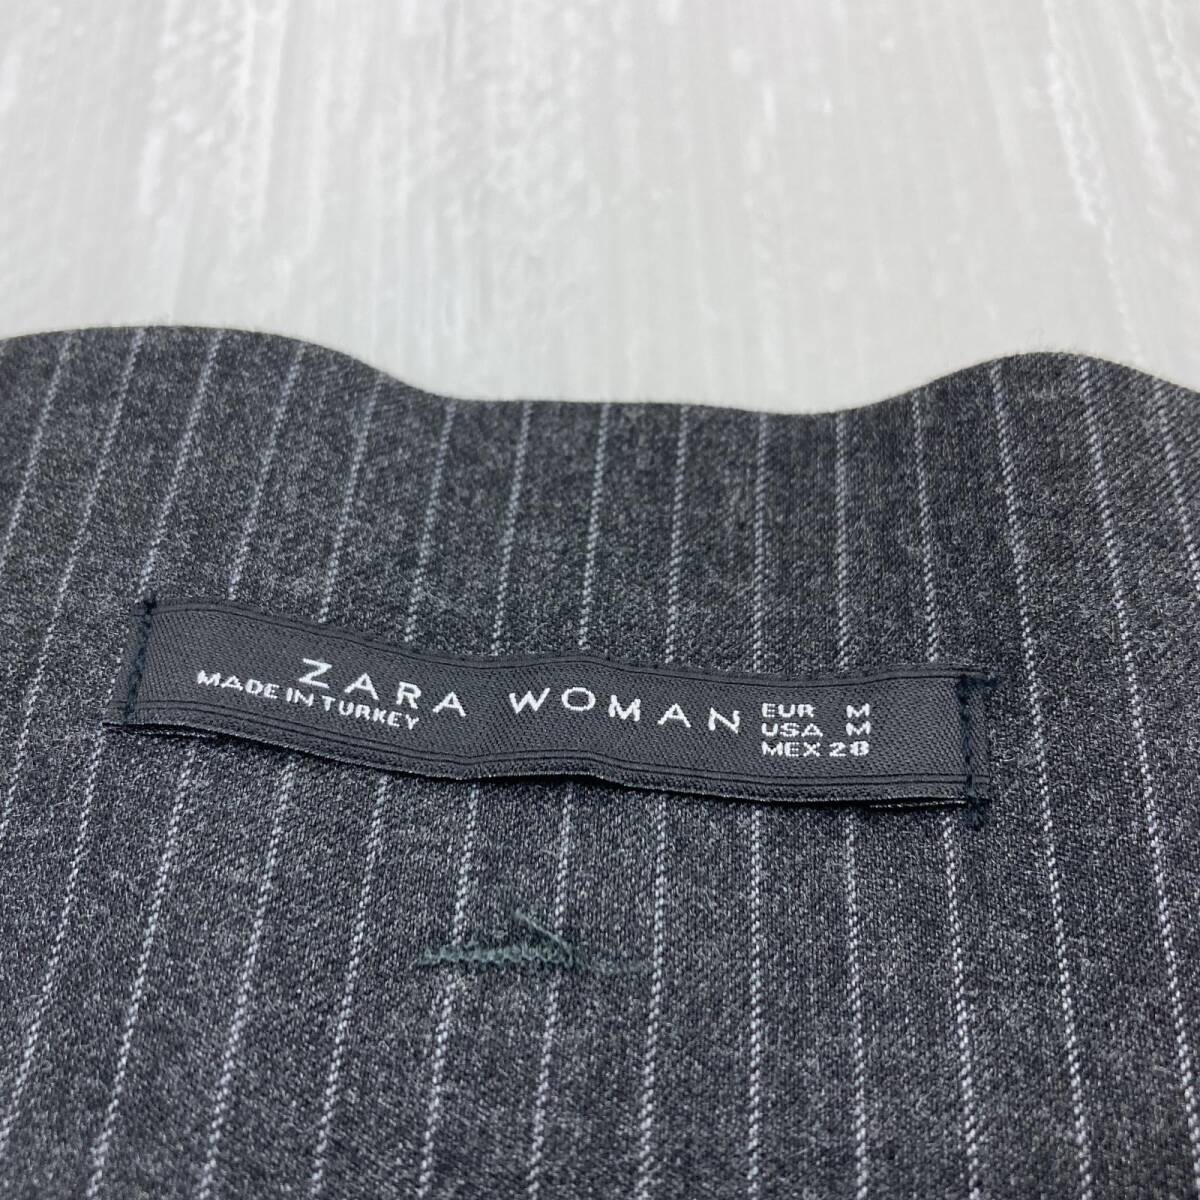 ZARA WOMAN
MADE IN TURKEY
EUR M
USA M
MEX 28